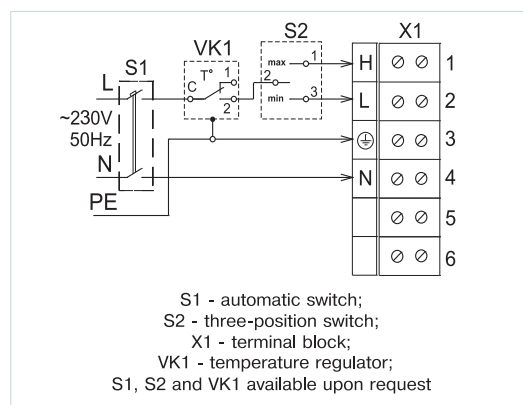 S1
VK1
S2
X1
L
~230V
50Hz
N
PE
C
T°
1
2
max
1
2
min
3
H
1
L
2
3
N
4
5
6
S1 - automatic switch;
S2 - three-position switch;
X1 - terminal block;
VK1 - temperature regulator;
S1, S2 and VK1 available upon request